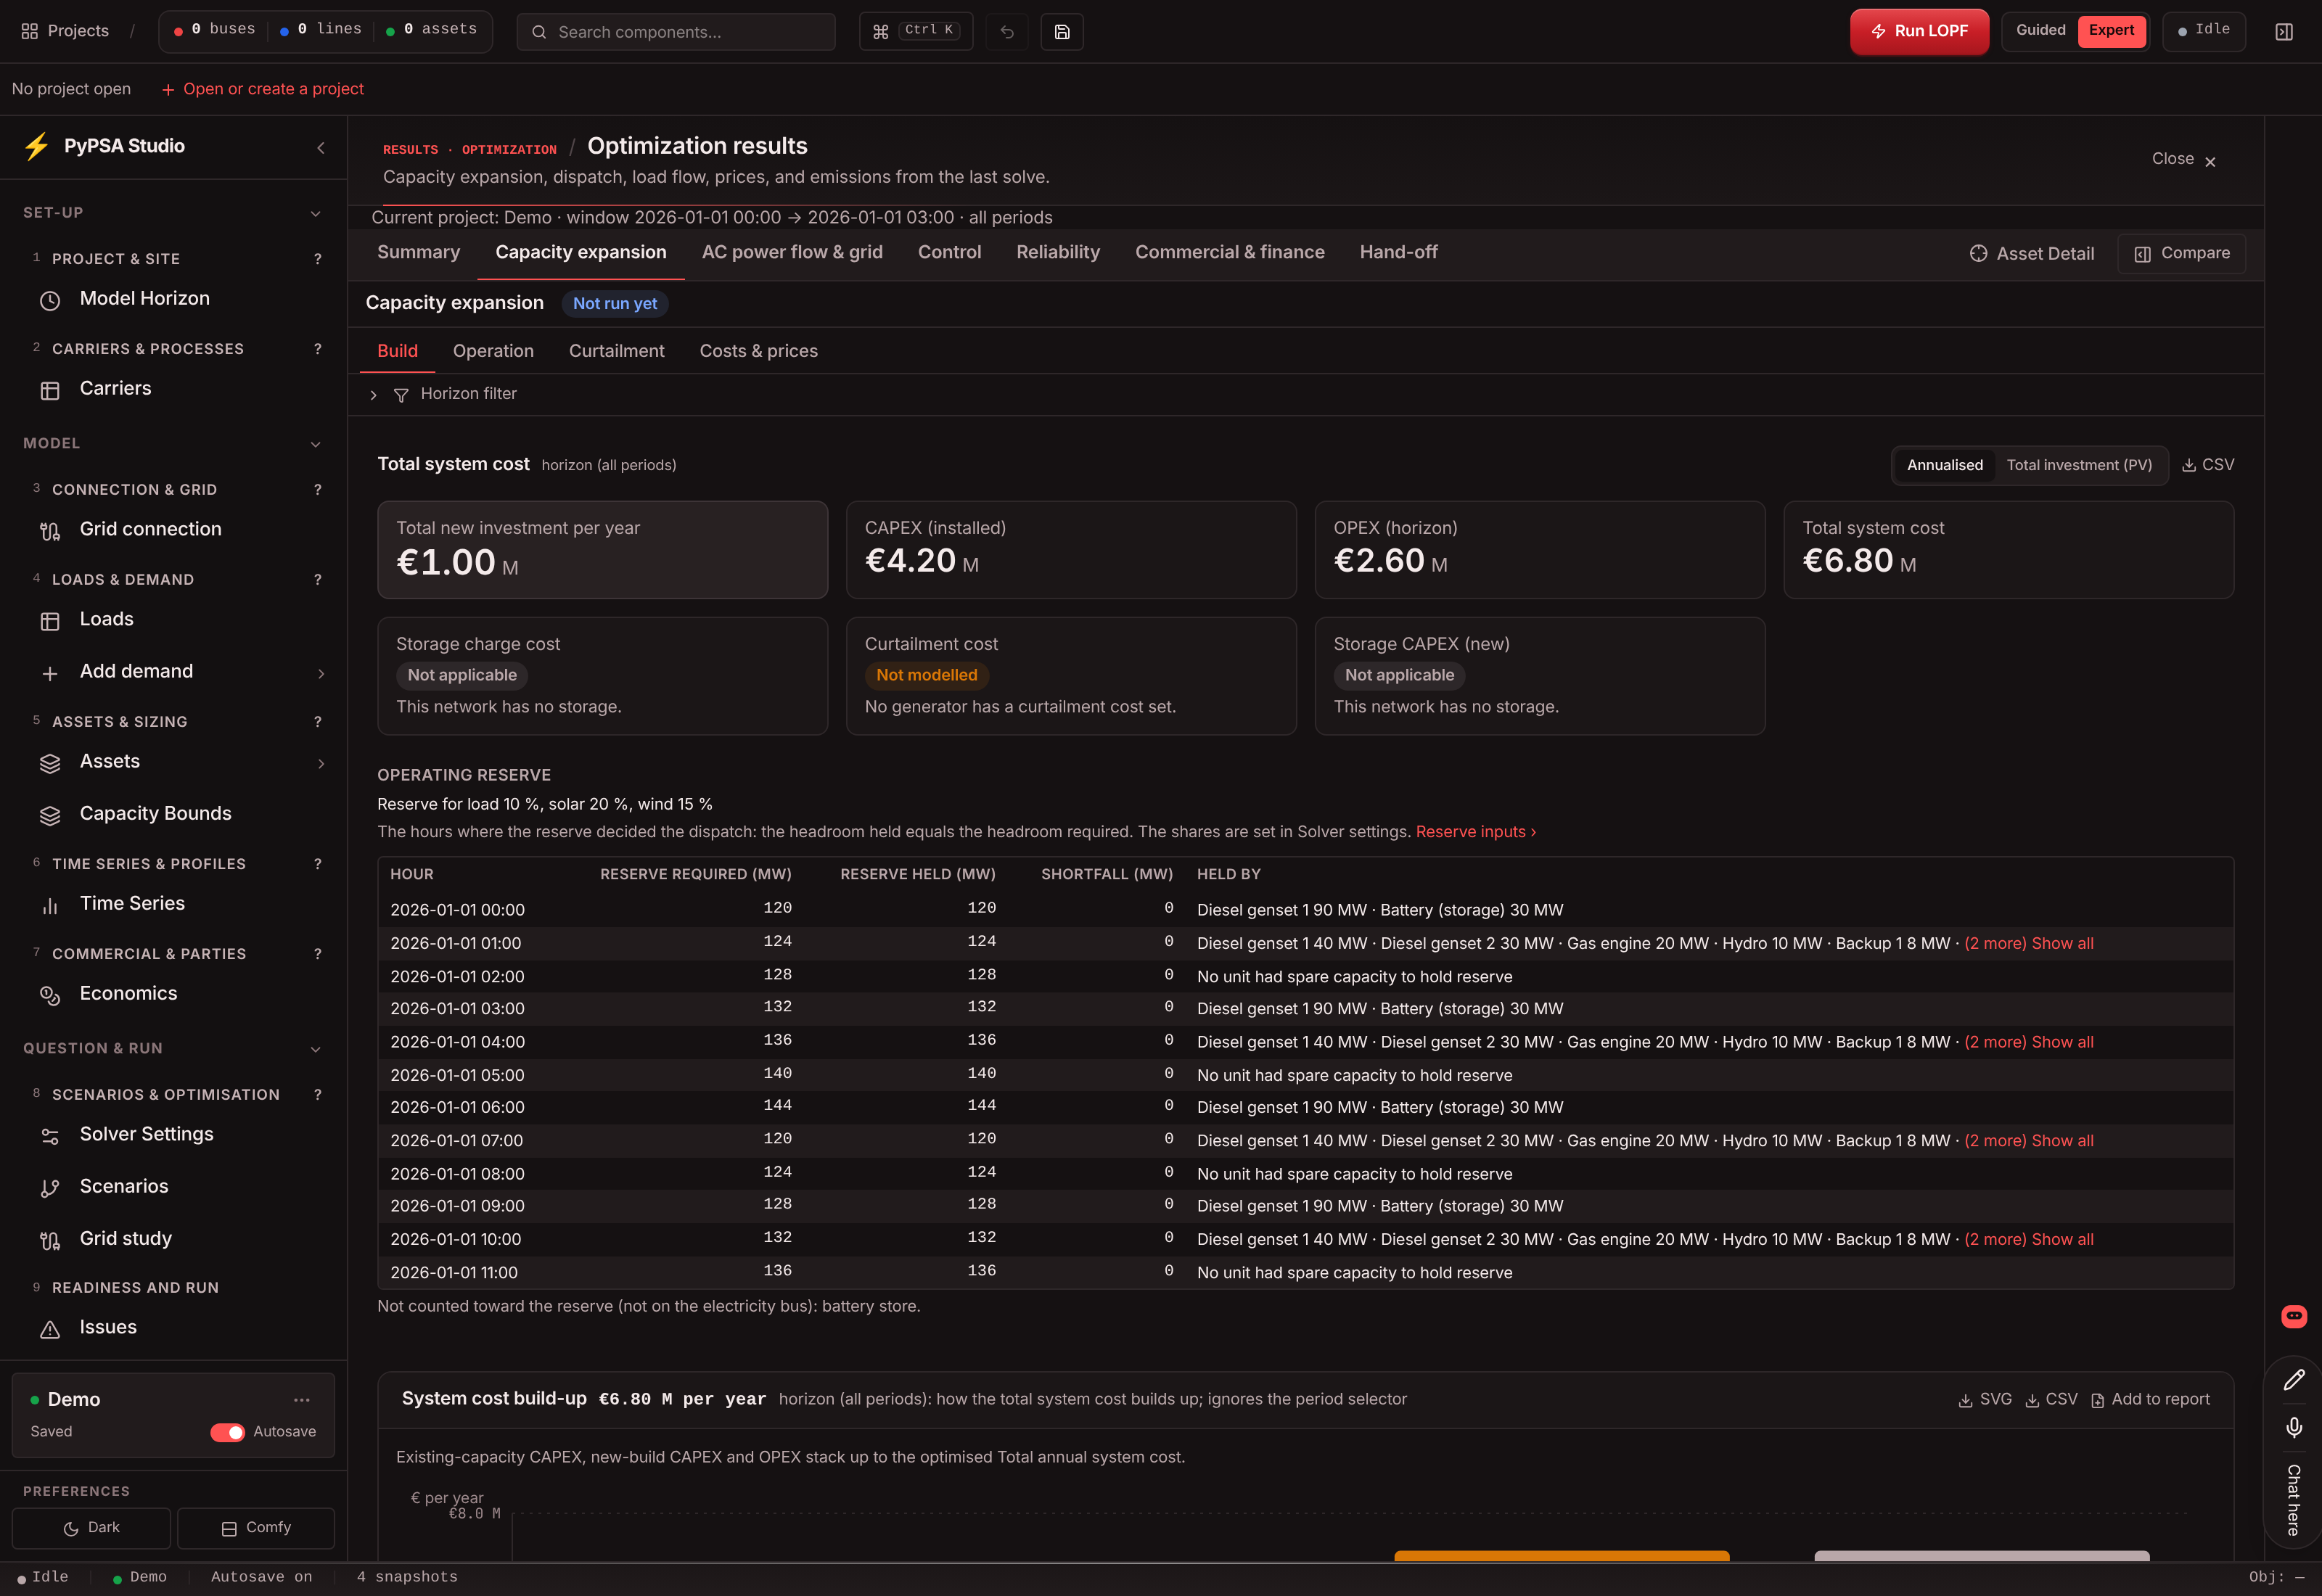 Projects / 0 buses 0 lines 0 assets Search components... Ctrl K Run LOPF Guided Expert Idle
No project open + Open or create a project
PyPSA Studio
SET-UP
1 PROJECT & SITE ?
Model Horizon
2 CARRIERS & PROCESSES ?
Carriers
MODEL
3 CONNECTION & GRID ?
Grid connection
4 LOADS & DEMAND ?
Loads
Add demand
5 ASSETS & SIZING ?
Assets
Capacity Bounds
6 TIME SERIES & PROFILES ?
Time Series
7 COMMERCIAL & PARTIES ?
Economics
QUESTION & RUN
8 SCENARIOS & OPTIMISATION ?
Solver Settings
Scenarios
Grid study
9 READINESS AND RUN
Issues
Demo ...
Saved Autosave
PREFERENCES
Dark Comfy
RESULTS · OPTIMIZATION / Optimization results
Close ×
Capacity expansion, dispatch, load flow, prices, and emissions from the last solve.
Current project: Demo · window 2026-01-01 00:00 → 2026-01-01 03:00 · all periods
Summary Capacity expansion AC power flow & grid Control Reliability Commercial & finance Hand-off Asset Detail Compare
Capacity expansion Not run yet
Build Operation Curtailment Costs & prices
Horizon filter
Total system cost horizon (all periods) Annualised Total investment (PV) CSV
Total new investment per year
€1.00 M
CAPEX (installed)
€4.20 M
OPEX (horizon)
€2.60 M
Total system cost
€6.80 M
Storage charge cost
Not applicable
This network has no storage.
Curtailment cost
Not modelled
No generator has a curtailment cost set.
Storage CAPEX (new)
Not applicable
This network has no storage.
OPERATING RESERVE
Reserve for load 10 %, solar 20 %, wind 15 %
The hours where the reserve decided the dispatch: the headroom held equals the headroom required. The shares are set in Solver settings. Reserve inputs ›
HOUR RESERVE REQUIRED (MW) RESERVE HELD (MW) SHORTFALL (MW) HELD BY
2026-01-01 00:00 120 120 0 Diesel genset 1 90 MW · Battery (storage) 30 MW
2026-01-01 01:00 124 124 0 Diesel genset 1 40 MW · Diesel genset 2 30 MW · Gas engine 20 MW · Hydro 10 MW · Backup 1 8 MW · (2 more) Show all
2026-01-01 02:00 128 128 0 No unit had spare capacity to hold reserve
2026-01-01 03:00 132 132 0 Diesel genset 1 90 MW · Battery (storage) 30 MW
2026-01-01 04:00 136 136 0 Diesel genset 1 40 MW · Diesel genset 2 30 MW · Gas engine 20 MW · Hydro 10 MW · Backup 1 8 MW · (2 more) Show all
2026-01-01 05:00 140 140 0 No unit had spare capacity to hold reserve
2026-01-01 06:00 144 144 0 Diesel genset 1 90 MW · Battery (storage) 30 MW
2026-01-01 07:00 120 120 0 Diesel genset 1 40 MW · Diesel genset 2 30 MW · Gas engine 20 MW · Hydro 10 MW · Backup 1 8 MW · (2 more) Show all
2026-01-01 08:00 124 124 0 No unit had spare capacity to hold reserve
2026-01-01 09:00 128 128 0 Diesel genset 1 90 MW · Battery (storage) 30 MW
2026-01-01 10:00 132 132 0 Diesel genset 1 40 MW · Diesel genset 2 30 MW · Gas engine 20 MW · Hydro 10 MW · Backup 1 8 MW · (2 more) Show all
2026-01-01 11:00 136 136 0 No unit had spare capacity to hold reserve
Not counted toward the reserve (not on the electricity bus): battery store.
System cost build-up €6.80 M per year horizon (all periods): how the total system cost builds up; ignores the period selector SVG CSV Add to report
Existing-capacity CAPEX, new-build CAPEX and OPEX stack up to the optimised Total annual system cost.
€ per year
€8.0 M
Chat here
Idle Demo Autosave on 4 snapshots Obj: —